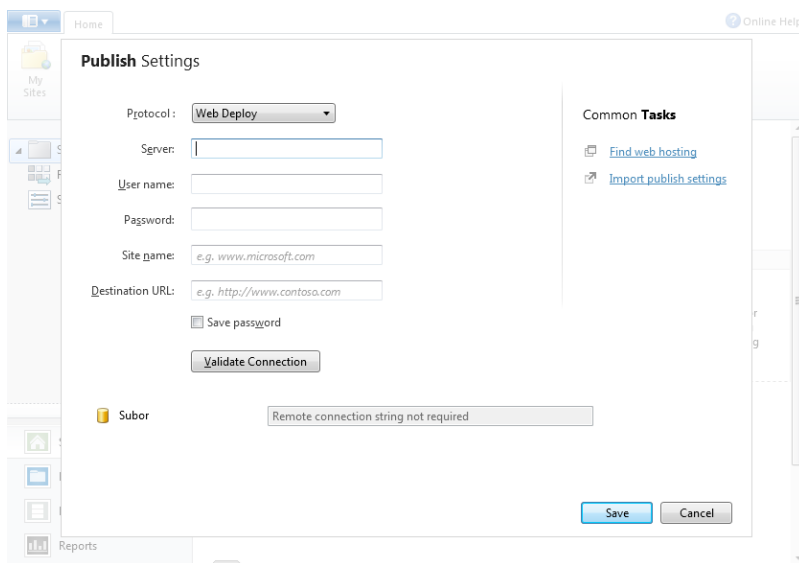 Home
Online Help
My
Sites
Publish Settings
Protocol :
Web Deploy
Server:
User name:
Password:
Site name:
e.g. www.microsoft.com
Destination URL:
e.g. http://www.contoso.com
Save password
Validate Connection
Common Tasks
Find web hosting
Import publish settings
Subor
Remote connection string not required
Save
Cancel
Reports